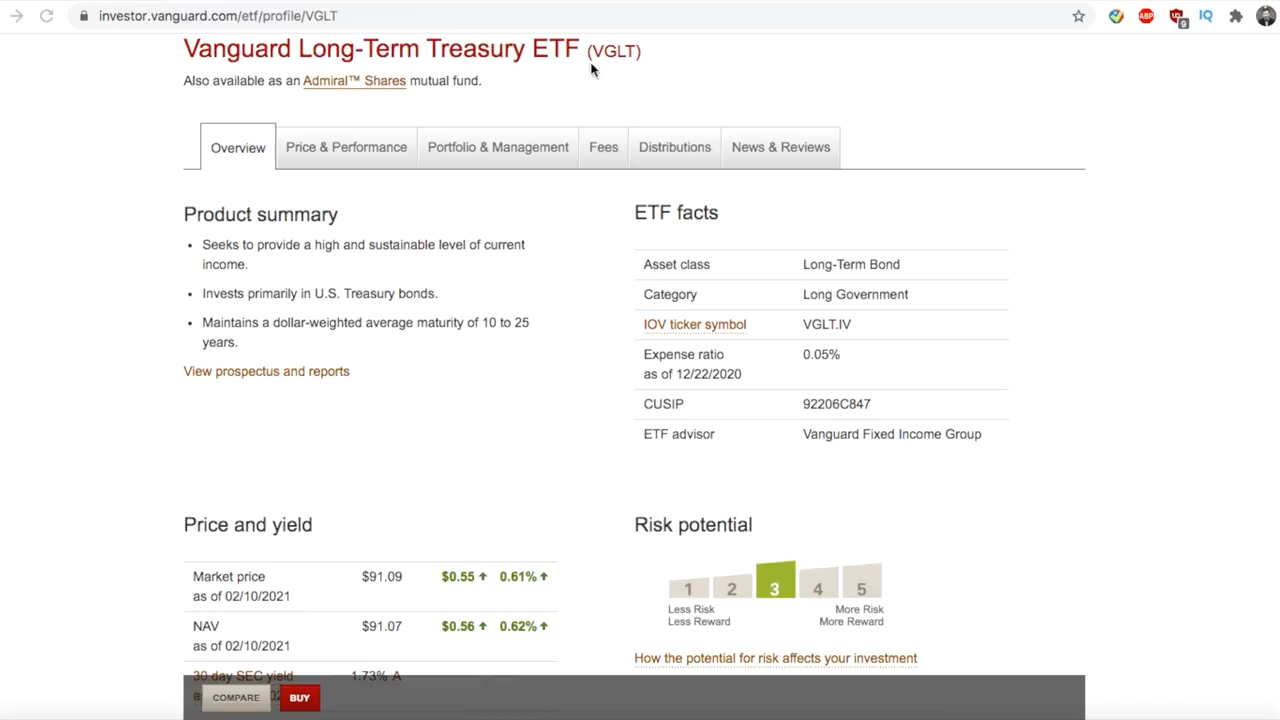 investor.vanguard.com/etf/profile/VGLT
ABP
9
IQ
Vanguard Long-Term Treasury ETF (VGLT)
Also available as an Admiral™ Shares mutual fund.
Overview
Price & Performance
Portfolio & Management
Fees
Distributions
News & Reviews
Product summary
Seeks to provide a high and sustainable level of current
income.
Invests primarily in U.S. Treasury bonds.
Maintains a dollar-weighted average maturity of 10 to 25
years.
View prospectus and reports
ETF facts
Asset class Long-Term Bond
Category Long Government
IOV ticker symbol VGLT.IV
Expense ratio 0.05%
as of 12/22/2020
CUSIP 92206C847
ETF advisor Vanguard Fixed Income Group
Price and yield
Market price $91.09 $0.55 0.61%
as of 02/10/2021
NAV $91.07 $0.56 0.62%
as of 02/10/2021
30 day SEC yield 1.73% A
COMPARE
BUY
Risk potential
1 2 3 4 5
Less Risk More Risk
Less Reward More Reward
How the potential for risk affects your investment